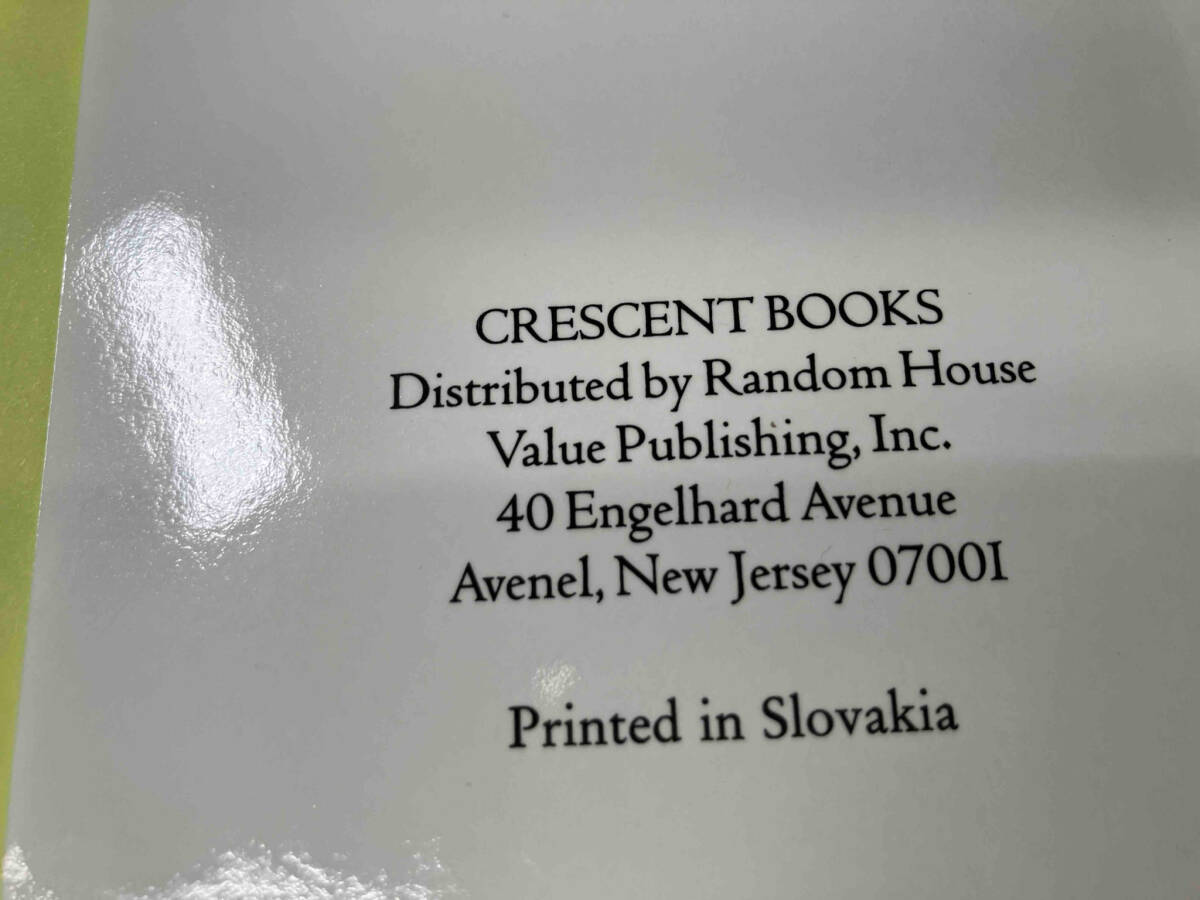 CRESCENT BOOKS
Distributed by Random House
Value Publishing, Inc.
40 Engelhard Avenue
Avenel, New Jersey 07001
Printed in Slovakia